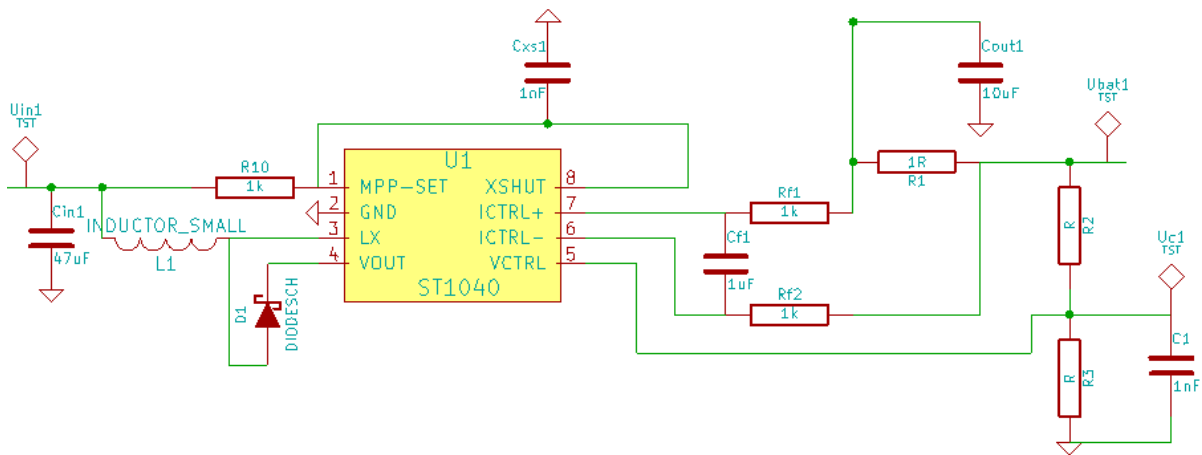 Cxs1
1nF
Cout1
10uF
Uin1
TST
Ubat1
TST
R10
1k
U1
1 MPP-SET XSHUT 8
2 GND ICTRL+ 7
3 LX ICTRL- 6
4 VOUT VCTRL 5
ST1040
1R
R1
Rf1
1k
Cin1
47uF
INDUCTOR_SMALL
L1
Cf1
1uF
R
R2
Uc1
TST
D1
DIODESCH
Rf2
1k
R
R3
C1
1nF